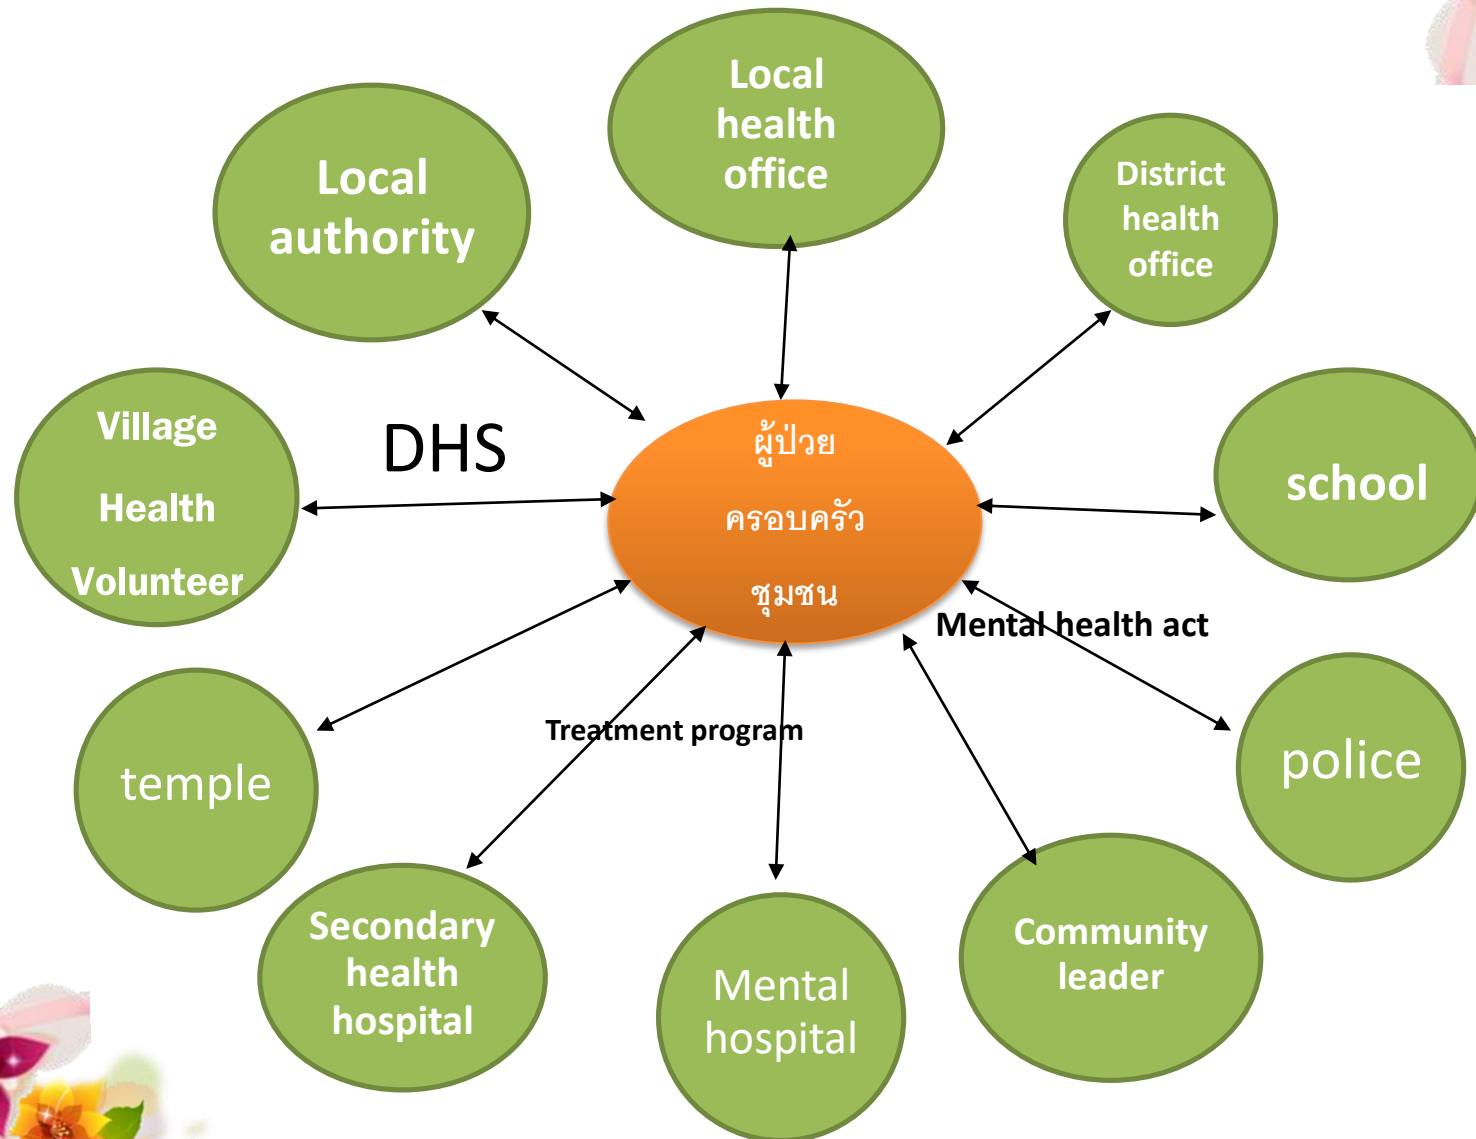 Local
health
office
Local
authority
District
health
office
Village
Health
Volunteer
DHS
ผู้ป่วย
ครอบครัว
ชุมชน
school
Mental health act
Treatment program
temple
police
Secondary
health
hospital
Mental
hospital
Community
leader